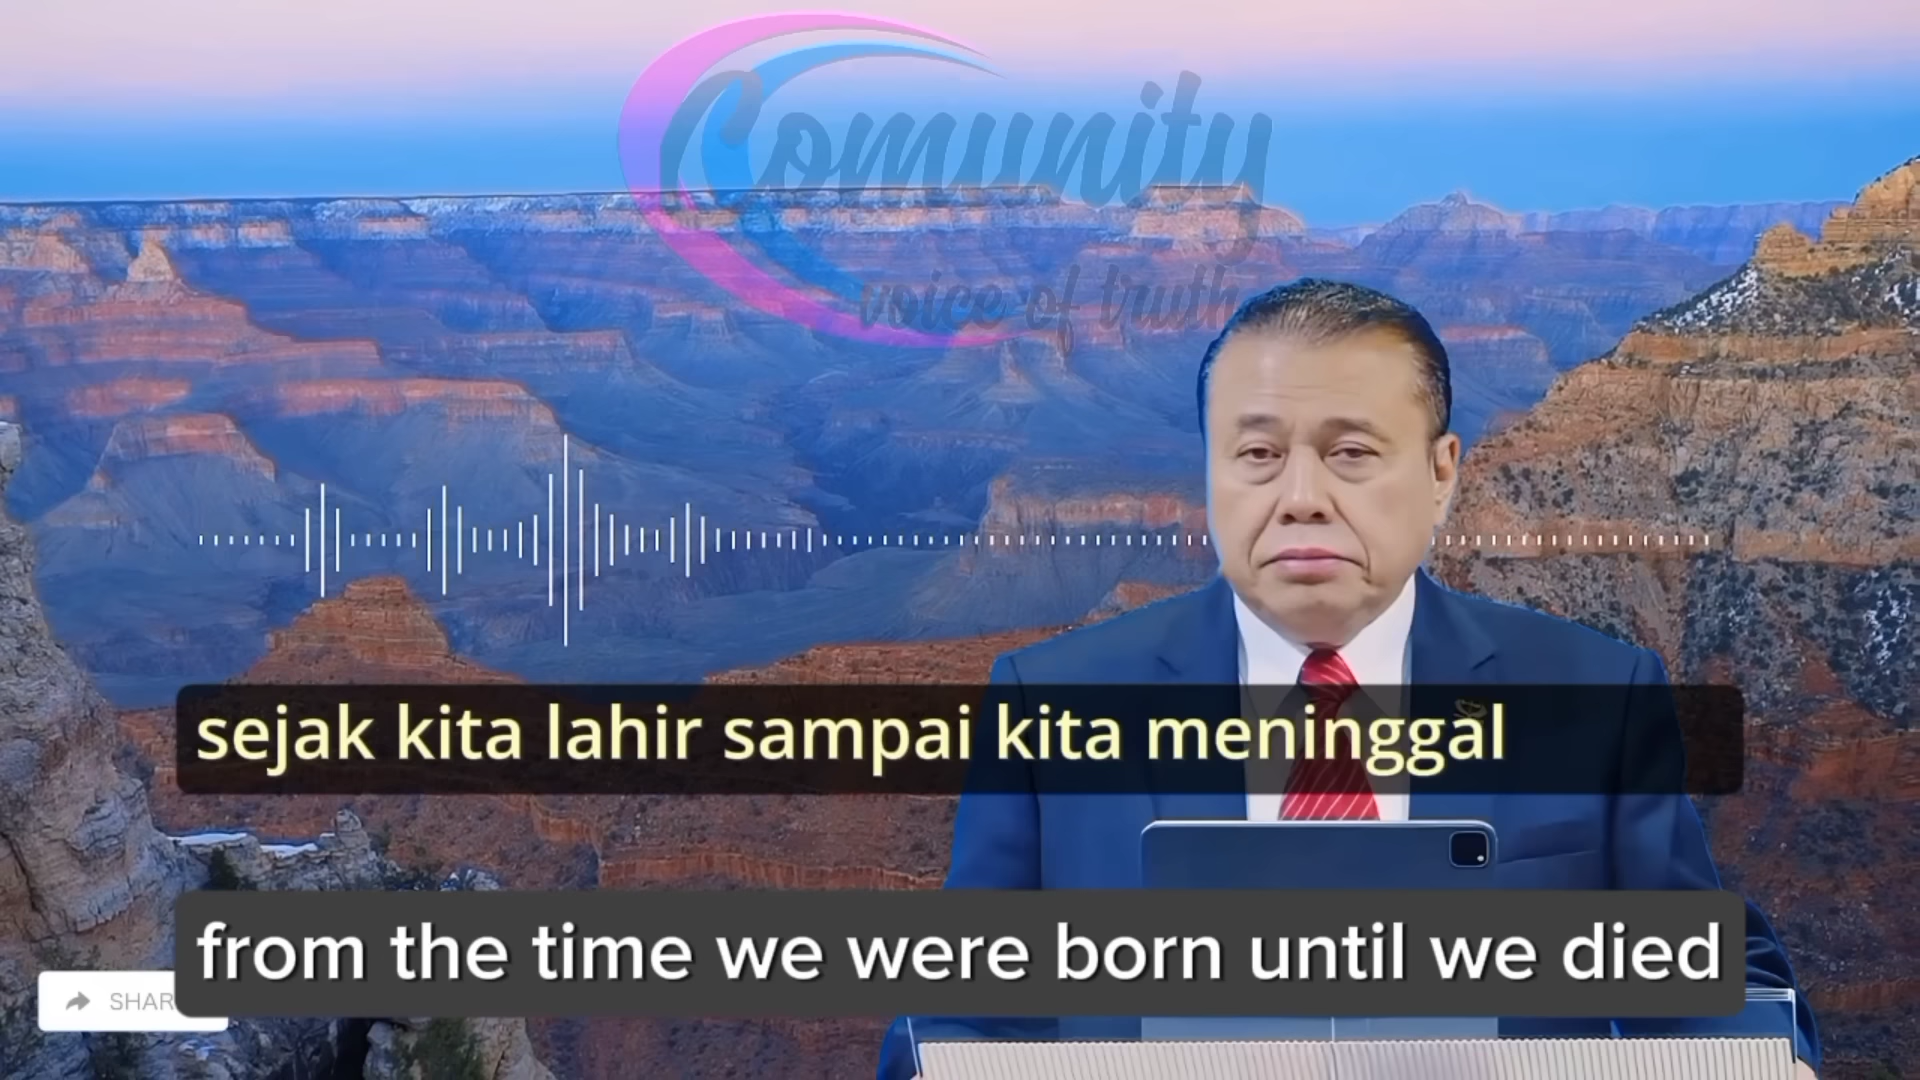 Comunity
voice of truth
sejak kita lahir sampai kita meninggal
from the time we were born until we died
SHAR